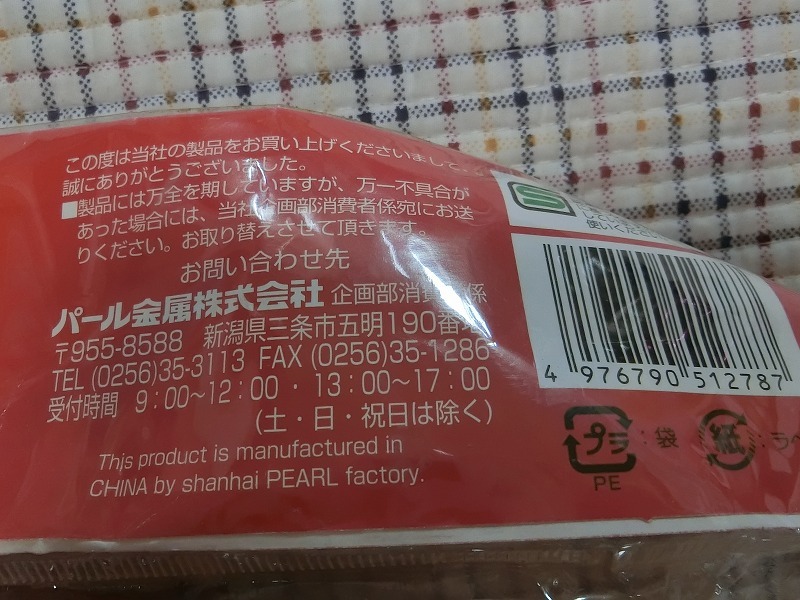 この度は当社の製品をお買い上げくださいまして、
誠にありがとうございました。
■製品には万全を期していますが、万一不具合が
あった場合には、当社企画部消費者係宛にお送
りください。お取り替えさせて頂きます。
お問い合わせ先
パール金属株式会社 企画部消費者係
〒955-8588 新潟県三条市五明190番地
TEL (0256)35-3113 FAX (0256)35-1286
受付時間 9:00~12:00・13:00~17:00
(土・日・祝日は除く)
This product is manufactured in
CHINA by shanhai PEARL factory.
S
使いくださ
4 976790 512787
プラ:袋
PE
紙:ラベ